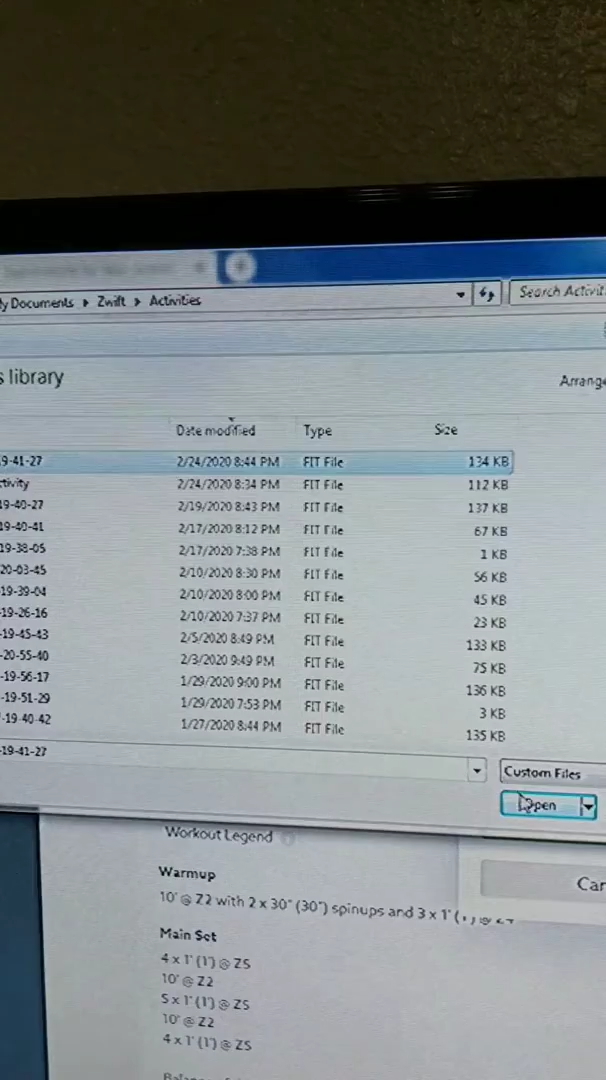 My Documents Zwift Activities Search Activit
s library
Arrange
Date modified Type Size
9-41-27 2/24/2020 8:44 PM FIT File 134 KB
tivity 2/24/2020 8:34 PM FIT File 112 KB
19-40-27 2/19/2020 8:43 PM FIT File 137 KB
19-40-41 2/17/2020 8:12 PM FIT File 67 KB
19-38-05 2/17/2020 7:38 PM FIT File 1 KB
20-03-45 2/10/2020 8:30 PM FIT File 56 KB
-19-39-04 2/10/2020 8:00 PM FIT File 45 KB
-19-26-16 2/10/2020 7:37 PM FIT File 23 KB
-19-45-43 2/5/2020 8:49 PM FIT File 133 KB
-20-55-40 2/3/2020 9:49 PM FIT File 75 KB
-19-56-17 1/29/2020 9:00 PM FIT File 136 KB
-19-51-29 1/29/2020 7:53 PM FIT File 3 KB
-19-40-42 1/27/2020 8:44 PM FIT File 135 KB
-19-41-27
Custom Files
Open
Workout Legend
Can
Warmup
10' @ Z2 with 2 x 30" (30") spinups and 3 x 1'
Main Set
4 x 1' (1') @ Z5
10' @ Z2
5 x 1' (1') @ Z5
10' @ Z2
4 x 1' (1') @ Z5